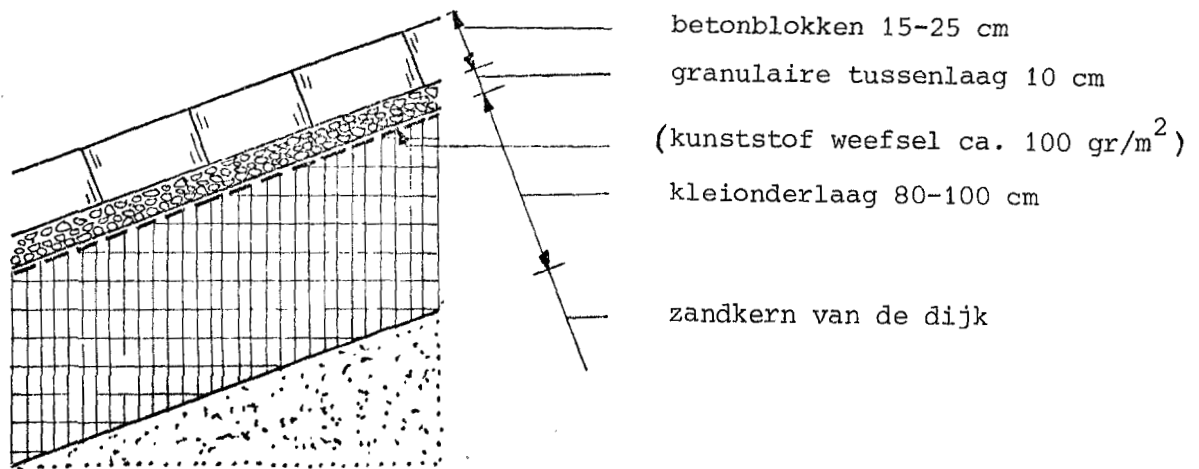 betonblokken 15-25 cm
granulaire tussenlaag 10 cm
(kunststof weefsel ca. 100 gr/m²)
kleionderlaag 80-100 cm
zandkern van de dijk